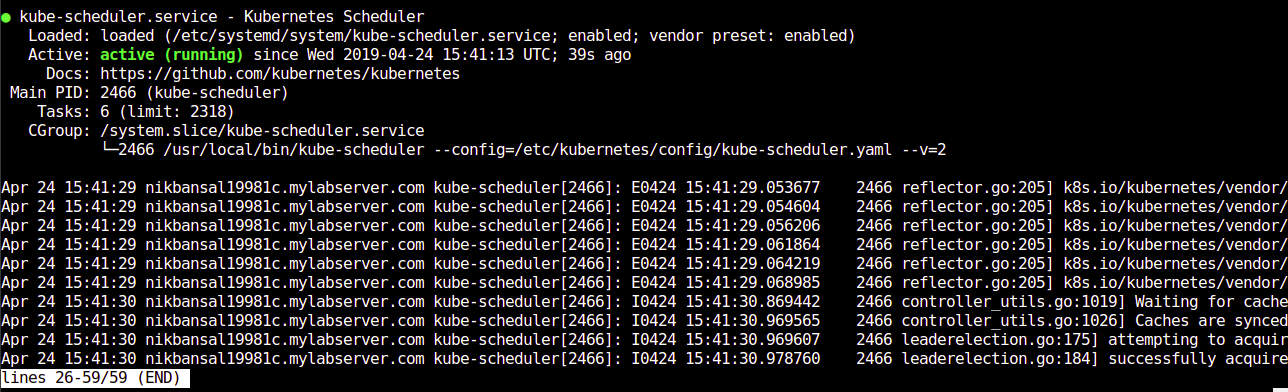 ● kube-scheduler.service - Kubernetes Scheduler
Loaded: loaded (/etc/systemd/system/kube-scheduler.service; enabled; vendor preset: enabled)
Active: active (running) since Wed 2019-04-24 15:41:13 UTC; 39s ago
Docs: https://github.com/kubernetes/kubernetes
Main PID: 2466 (kube-scheduler)
Tasks: 6 (limit: 2318)
CGroup: /system.slice/kube-scheduler.service
└─2466 /usr/local/bin/kube-scheduler --config=/etc/kubernetes/config/kube-scheduler.yaml --v=2
Apr 24 15:41:29 nikbansal19981c.mylabserver.com kube-scheduler[2466]: E0424 15:41:29.053677 2466 reflector.go:205] k8s.io/kubernetes/vendor/
Apr 24 15:41:29 nikbansal19981c.mylabserver.com kube-scheduler[2466]: E0424 15:41:29.054604 2466 reflector.go:205] k8s.io/kubernetes/vendor/
Apr 24 15:41:29 nikbansal19981c.mylabserver.com kube-scheduler[2466]: E0424 15:41:29.056206 2466 reflector.go:205] k8s.io/kubernetes/vendor/
Apr 24 15:41:29 nikbansal19981c.mylabserver.com kube-scheduler[2466]: E0424 15:41:29.061864 2466 reflector.go:205] k8s.io/kubernetes/vendor/
Apr 24 15:41:29 nikbansal19981c.mylabserver.com kube-scheduler[2466]: E0424 15:41:29.064219 2466 reflector.go:205] k8s.io/kubernetes/vendor/
Apr 24 15:41:29 nikbansal19981c.mylabserver.com kube-scheduler[2466]: E0424 15:41:29.068985 2466 reflector.go:205] k8s.io/kubernetes/vendor/
Apr 24 15:41:30 nikbansal19981c.mylabserver.com kube-scheduler[2466]: I0424 15:41:30.869442 2466 controller_utils.go:1019] Waiting for cache
Apr 24 15:41:30 nikbansal19981c.mylabserver.com kube-scheduler[2466]: I0424 15:41:30.969565 2466 controller_utils.go:1026] Caches are synced
Apr 24 15:41:30 nikbansal19981c.mylabserver.com kube-scheduler[2466]: I0424 15:41:30.969607 2466 leaderelection.go:175] attempting to acquir
Apr 24 15:41:30 nikbansal19981c.mylabserver.com kube-scheduler[2466]: I0424 15:41:30.978760 2466 leaderelection.go:184] successfully acquire
lines 26-59/59 (END)